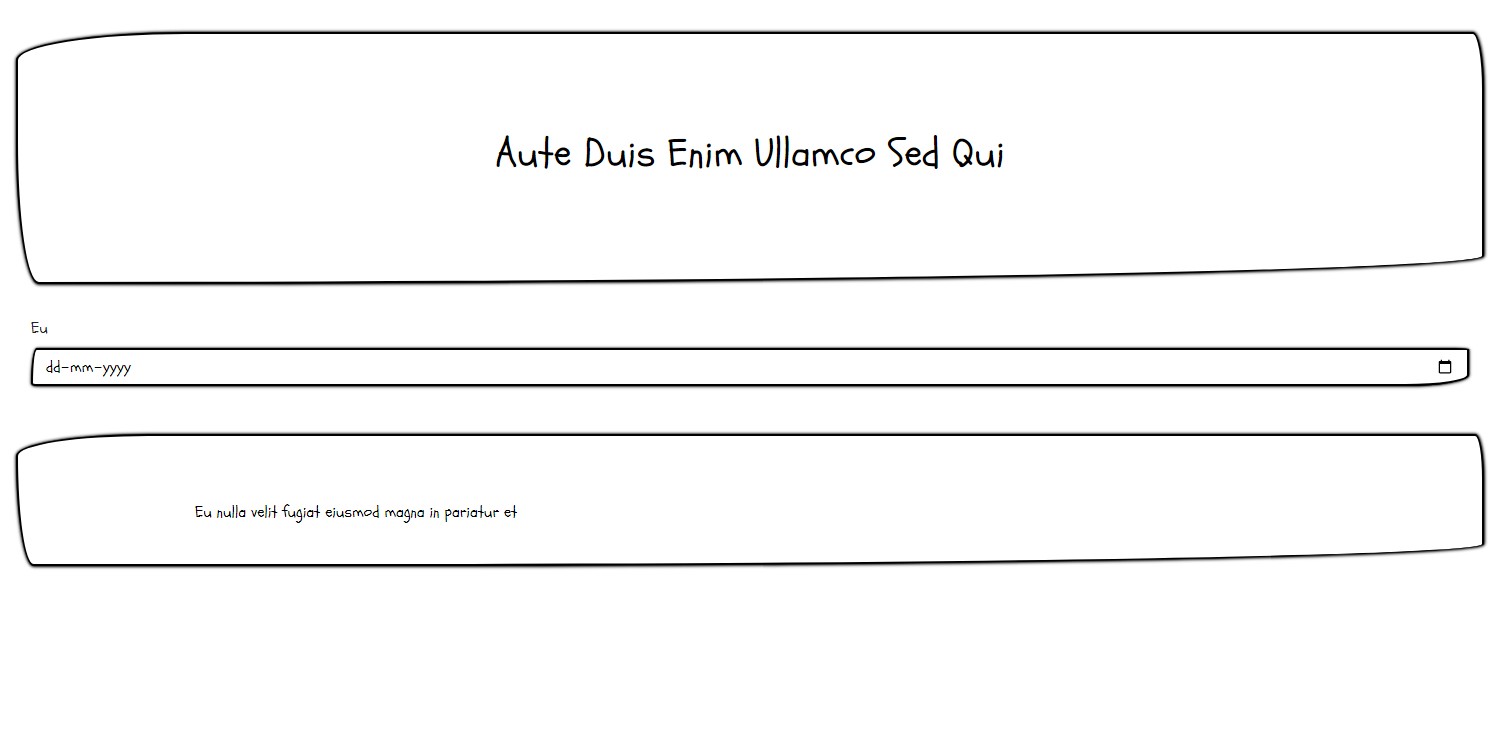 Aute Duis Enim Ullamco Sed Qui
Eu
dd-mm-yyyy
Eu nulla velit fugiat eiusmod magna in pariatur et